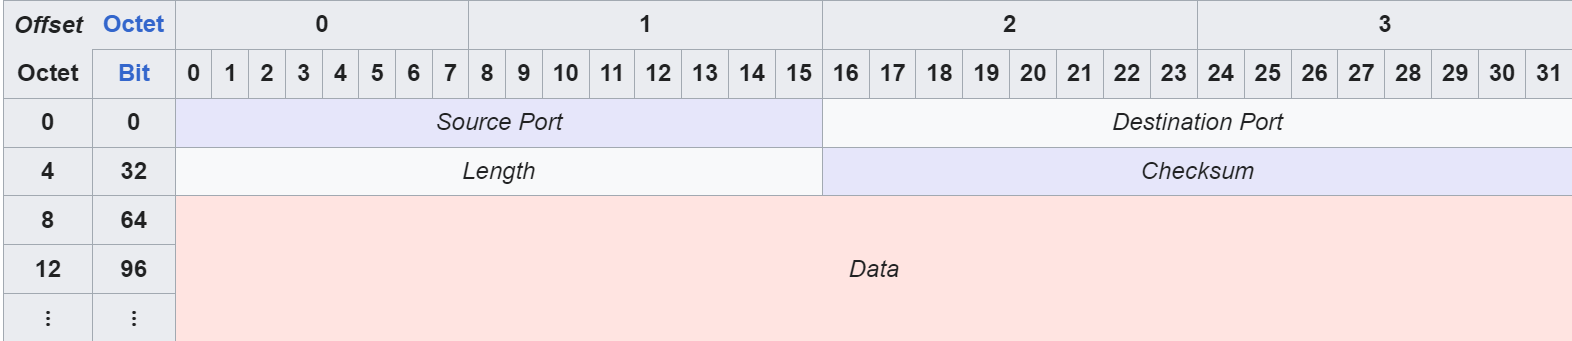 Offset Octet 0 1 2 3
Octet Bit 0 1 2 3 4 5 6 7 8 9 10 11 12 13 14 15 16 17 18 19 20 21 22 23 24 25 26 27 28 29 30 31
0 0 Source Port Destination Port
4 32 Length Checksum
8 64
12 96 Data
⋮ ⋮